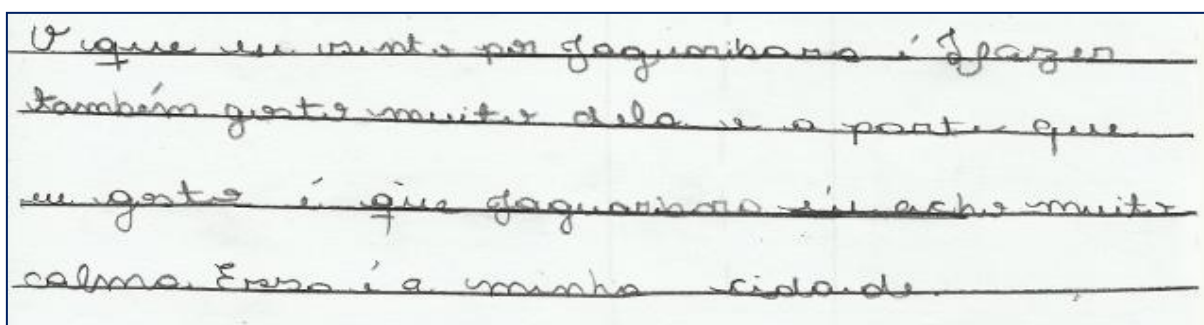 O que eu sinto por Jaguaribara é prazer
também gosto muito dela e a parte que
eu gosto é que Jaguaribara eu acho muito
calma. Essa é a minha cidade.